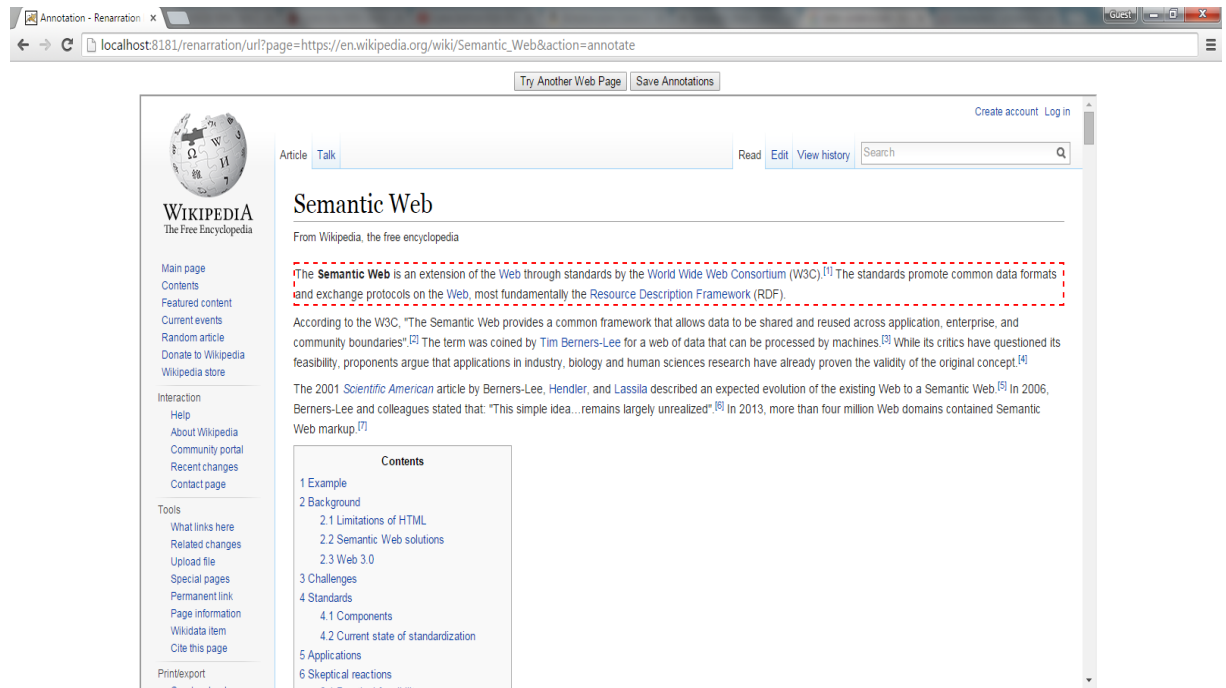 Annotation - Renarration
Guest
localhost:8181/renarration/url?page=https://en.wikipedia.org/wiki/Semantic_Web&action=annotate
Try Another Web Page Save Annotations
Create account Log in
WIKIPEDIA
The Free Encyclopedia
Article Talk Read Edit View history Search
Semantic Web
From Wikipedia, the free encyclopedia
The Semantic Web is an extension of the Web through standards by the World Wide Web Consortium (W3C).[1] The standards promote common data formats
and exchange protocols on the Web, most fundamentally the Resource Description Framework (RDF).
According to the W3C, "The Semantic Web provides a common framework that allows data to be shared and reused across application, enterprise, and
community boundaries".[2] The term was coined by Tim Berners-Lee for a web of data that can be processed by machines.[3] While its critics have questioned its
feasibility, proponents argue that applications in industry, biology and human sciences research have already proven the validity of the original concept.[4]
The 2001 Scientific American article by Berners-Lee, Hendler, and Lassila described an expected evolution of the existing Web to a Semantic Web.[5] In 2006,
Berners-Lee and colleagues stated that: "This simple idea…remains largely unrealized".[6] In 2013, more than four million Web domains contained Semantic
Web markup.[7]
Contents
1 Example
2 Background
2.1 Limitations of HTML
2.2 Semantic Web solutions
2.3 Web 3.0
3 Challenges
4 Standards
4.1 Components
4.2 Current state of standardization
5 Applications
6 Skeptical reactions
Main page
Contents
Featured content
Current events
Random article
Donate to Wikipedia
Wikipedia store
Interaction
Help
About Wikipedia
Community portal
Recent changes
Contact page
Tools
What links here
Related changes
Upload file
Special pages
Permanent link
Page information
Wikidata item
Cite this page
Print/export